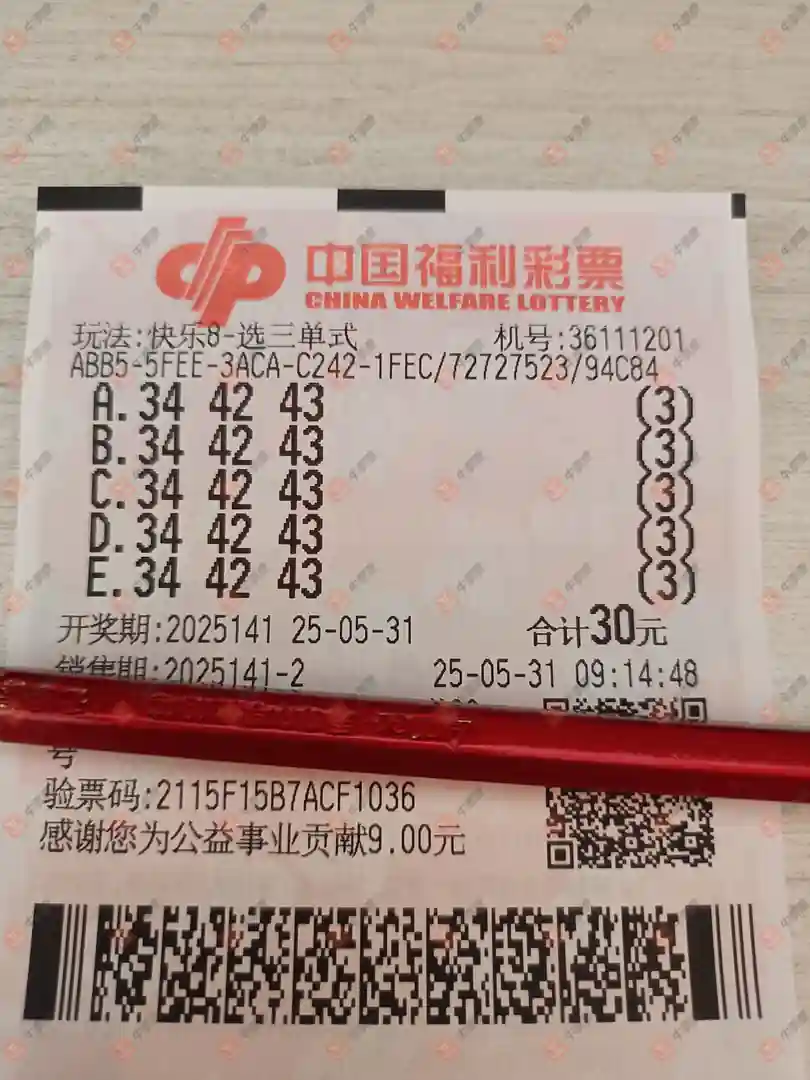 中国福利彩票
CHINA WELFARE LOTTERY
玩法:快乐8-选三单式 机号:36111201
ABB5-5FEE-3ACA-C242-1FEC/72727523/94C84
A.34 42 43 (3)
B.34 42 43 (3)
C.34 42 43 (3)
D.34 42 43 (3)
E.34 42 43 (3)
开奖期:2025141 25-05-31 合计30元
销售期:2025141-2 25-05-31 09:14:48
号
验票码:2115F15B7ACF1036
感谢您为公益事业贡献9.00元